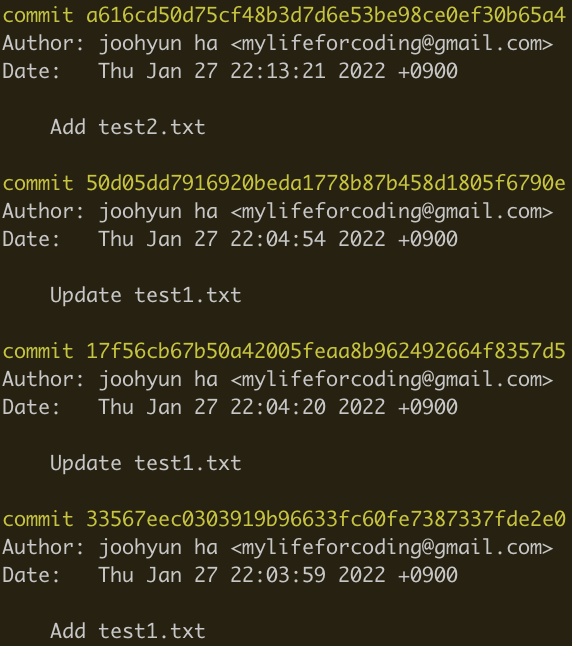 commit a616cd50d75cf48b3d7d6e53be98ce0ef30b65a4
Author: joohyun ha <mylifeforcoding@gmail.com>
Date:   Thu Jan 27 22:13:21 2022 +0900
Add test2.txt
commit 50d05dd7916920beda1778b87b458d1805f6790e
Author: joohyun ha <mylifeforcoding@gmail.com>
Date:   Thu Jan 27 22:04:54 2022 +0900
Update test1.txt
commit 17f56cb67b50a42005feaa8b962492664f8357d5
Author: joohyun ha <mylifeforcoding@gmail.com>
Date:   Thu Jan 27 22:04:20 2022 +0900
Update test1.txt
commit 33567eec0303919b96633fc60fe7387337fde2e0
Author: joohyun ha <mylifeforcoding@gmail.com>
Date:   Thu Jan 27 22:03:59 2022 +0900
Add test1.txt